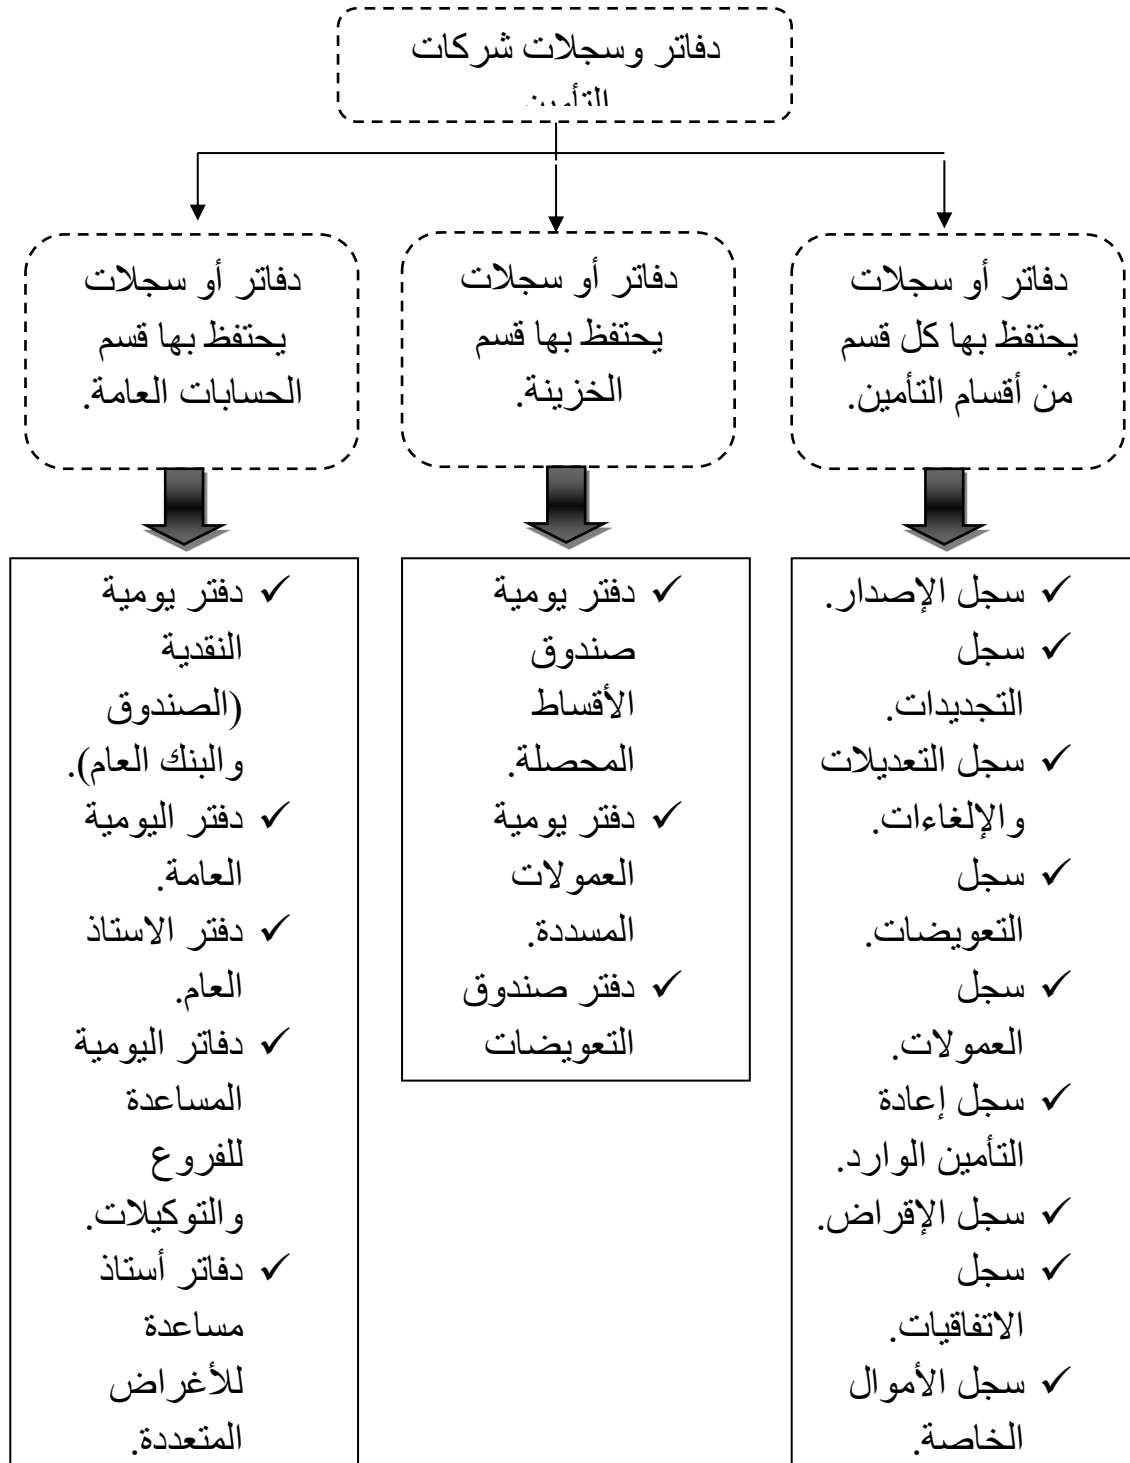 دفاتر وسجلات شركات
التأمين
دفاتر أو سجلات
يحتفظ بها كل قسم
من أقسام التأمين.
دفاتر أو سجلات
يحتفظ بها قسم
الخزينة.
دفاتر أو سجلات
يحتفظ بها قسم
الحسابات العامة.
✓ سجل الإصدار.
✓ سجل
التجديدات.
✓ سجل التعديلات
والإلغاءات.
✓ سجل
التعويضات.
✓ سجل
العمولات.
✓ سجل إعادة
التأمين الوارد.
✓ سجل الإقراض.
✓ سجل
الاتفاقيات.
✓ سجل الأموال
الخاصة.
✓ دفتر يومية
صندوق
الأقساط
المحصلة.
✓ دفتر يومية
العمولات
المسددة.
✓ دفتر صندوق
التعويضات
✓ دفتر يومية
النقدية
(الصندوق
والبنك العام).
✓ دفتر اليومية
العامة.
✓ دفتر الاستاذ
العام.
✓ دفاتر اليومية
المساعدة
للفروع
والتوكيلات.
✓ دفاتر أستاذ
مساعدة
للأغراض
المتعددة.